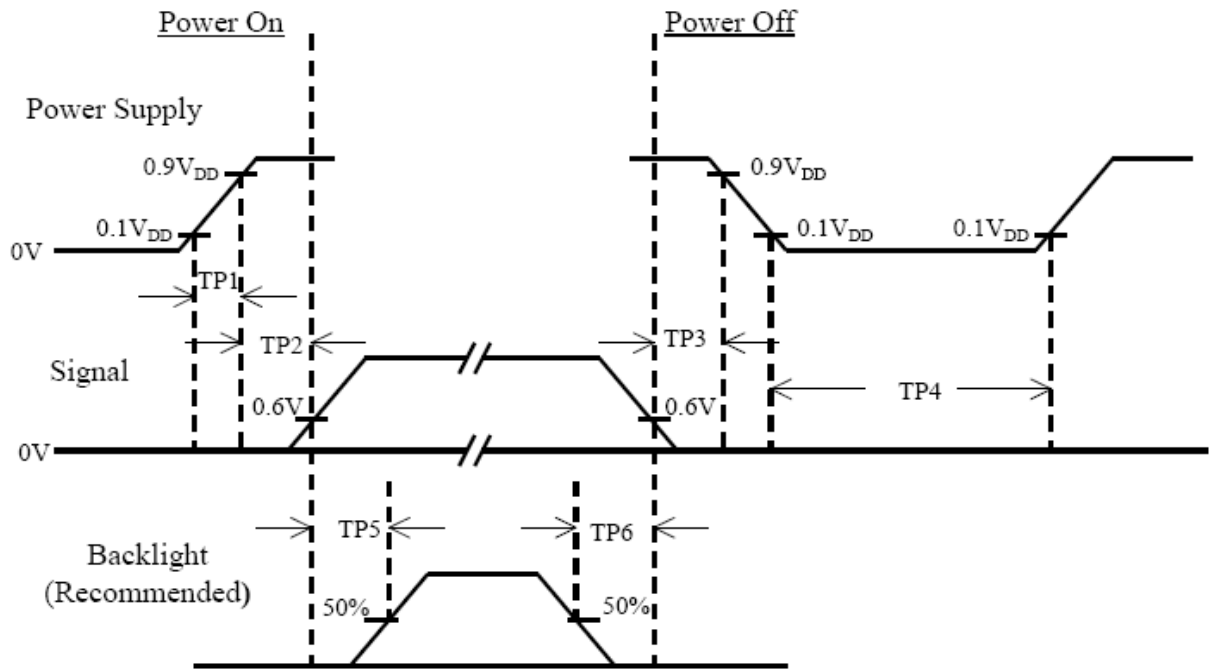 Power On
Power Off
Power Supply
0.9VDD
0.9VDD
0.1VDD
0.1VDD
0.1VDD
0V
TP1
TP2
TP3
Signal
TP4
0.6V
0.6V
0V
TP5
TP6
Backlight
(Recommended)
50%
50%